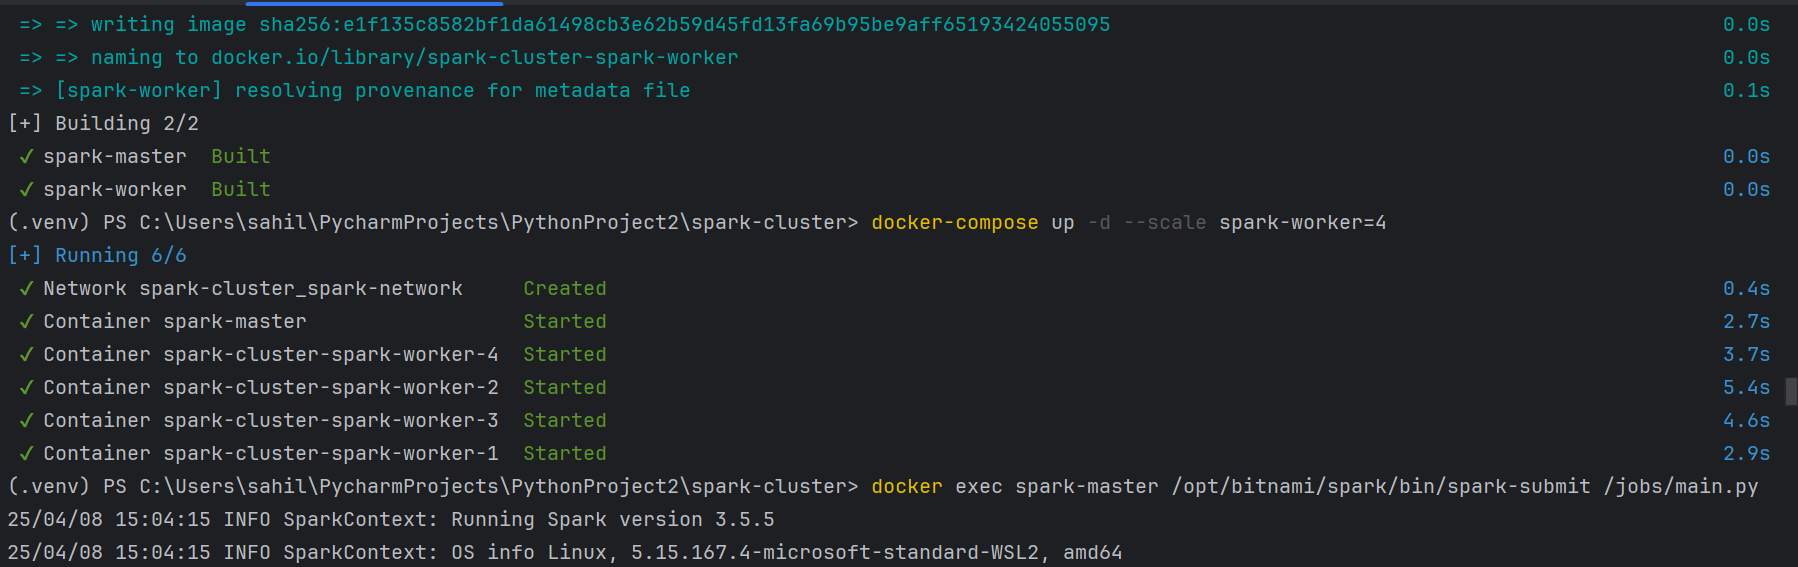 => => writing image sha256:e1f135c8582bf1da61498cb3e62b59d45fd13fa69b95be9aff65193424055095 0.0s
=> => naming to docker.io/library/spark-cluster-spark-worker 0.0s
=> [spark-worker] resolving provenance for metadata file 0.1s
[+] Building 2/2
✓ spark-master Built 0.0s
✓ spark-worker Built 0.0s
(.venv) PS C:\Users\sahil\PycharmProjects\PythonProject2\spark-cluster> docker-compose up -d --scale spark-worker=4
[+] Running 6/6
✓ Network spark-cluster_spark-network Created 0.4s
✓ Container spark-master Started 2.7s
✓ Container spark-cluster-spark-worker-4 Started 3.7s
✓ Container spark-cluster-spark-worker-2 Started 5.4s
✓ Container spark-cluster-spark-worker-3 Started 4.6s
✓ Container spark-cluster-spark-worker-1 Started 2.9s
(.venv) PS C:\Users\sahil\PycharmProjects\PythonProject2\spark-cluster> docker exec spark-master /opt/bitnami/spark/bin/spark-submit /jobs/main.py
25/04/08 15:04:15 INFO SparkContext: Running Spark version 3.5.5
25/04/08 15:04:15 INFO SparkContext: OS info Linux, 5.15.167.4-microsoft-standard-WSL2, amd64